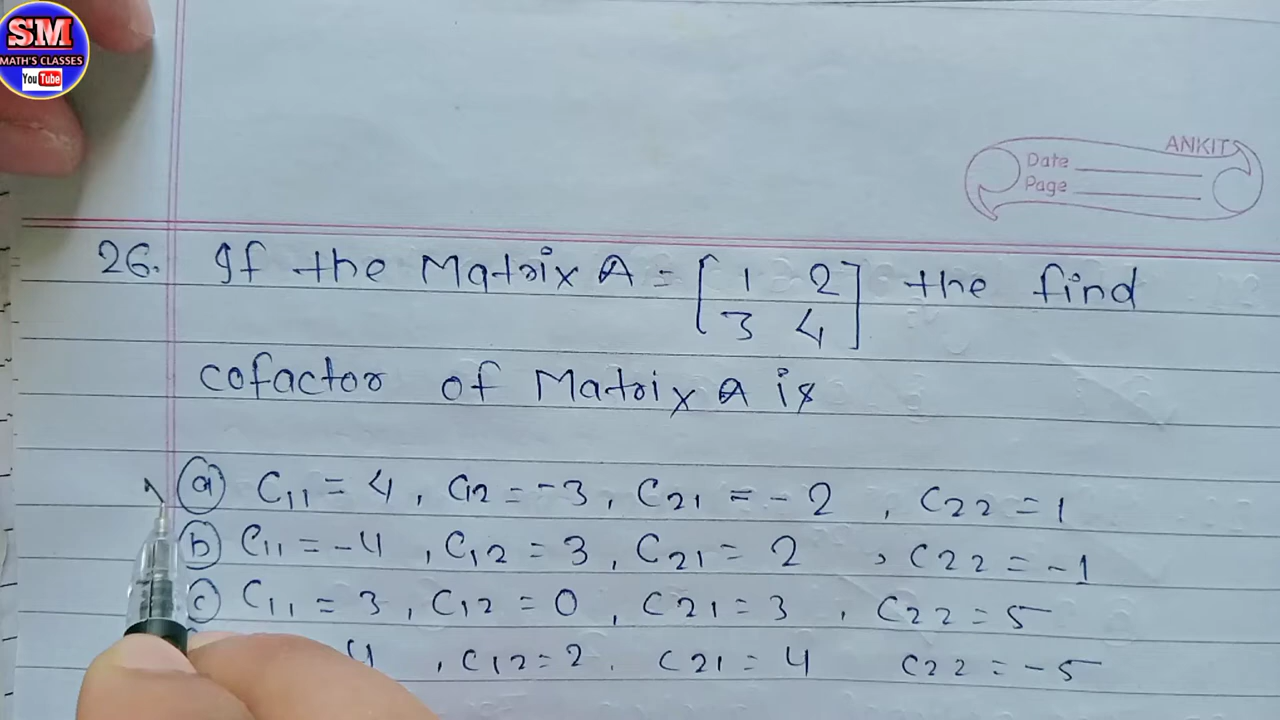 SM
MATH'S CLASSES
YouTube
ANKIT
Date
Page
26. If the Matrix A = [1 2
3 4] the find
cofactor of Matrix A is
(a) C11 = 4 , C12 = -3 , C21 = -2 , C22 = 1
(b) C11 = -4 , C12 = 3 , C21 = 2 , C22 = -1
(c) C11 = 3 , C12 = 0 , C21 = 3 , C22 = 5
4 , C12 = 2 . C21 = 4 C22 = -5